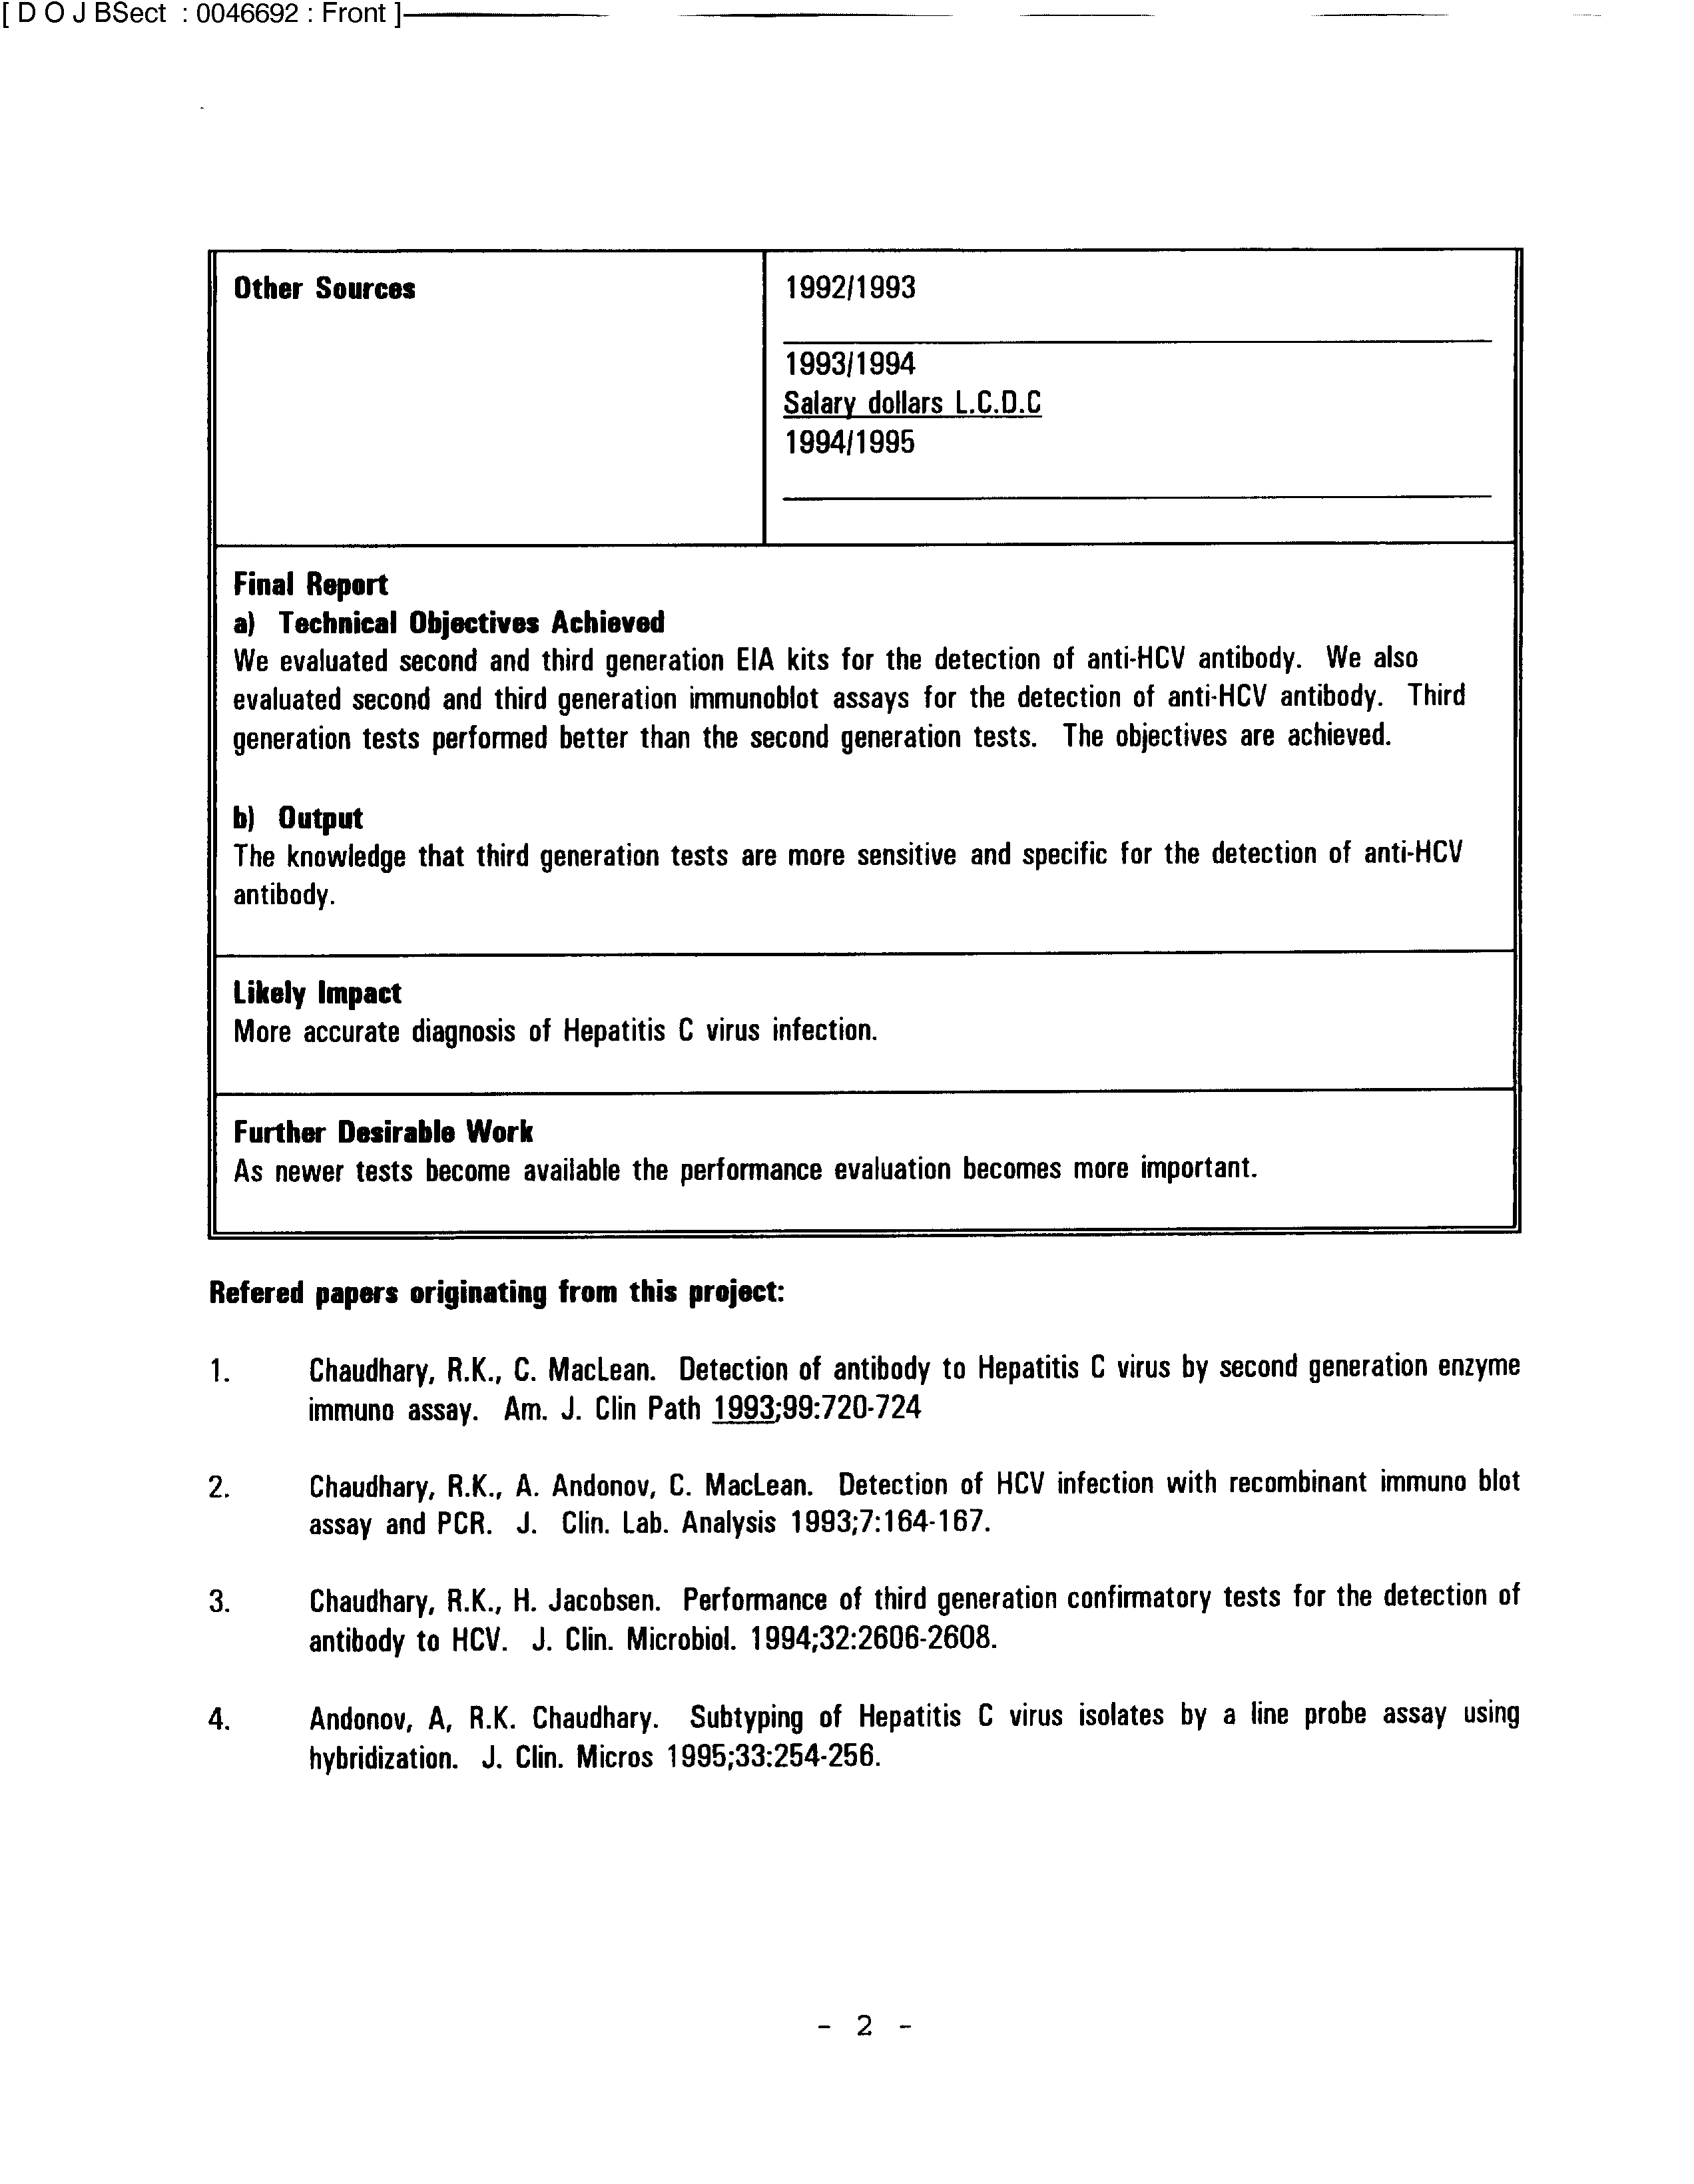 [ D O J BSect : 0046692 : Front ]
Other Sources
1992/1993
1993/1994
Salary dollars L.C.D.C
1994/1995
Final Report
a) Technical Objectives Achieved
We evaluated second and third generation EIA kits for the detection of anti-HCV antibody. We also
evaluated second and third generation immunoblot assays for the detection of anti-HCV antibody. Third
generation tests performed better than the second generation tests. The objectives are achieved.
b) Output
The knowledge that third generation tests are more sensitive and specific for the detection of anti-HCV
antibody.
Likely Impact
More accurate diagnosis of Hepatitis C virus infection.
Further Desirable Work
As newer tests become available the performance evaluation becomes more important.
Refered papers originating from this project:
1. Chaudhary, R.K., C. MacLean. Detection of antibody to Hepatitis C virus by second generation enzyme
immuno assay. Am. J. Clin Path 1993;99:720-724
2. Chaudhary, R.K., A. Andonov, C. MacLean. Detection of HCV infection with recombinant immuno blot
assay and PCR. J. Clin. Lab. Analysis 1993;7:164-167.
3. Chaudhary, R.K., H. Jacobsen. Performance of third generation confirmatory tests for the detection of
antibody to HCV. J. Clin. Microbiol. 1994;32:2606-2608.
4. Andonov, A, R.K. Chaudhary. Subtyping of Hepatitis C virus isolates by a line probe assay using
hybridization. J. Clin. Micros 1995;33:254-256.
- 2 -